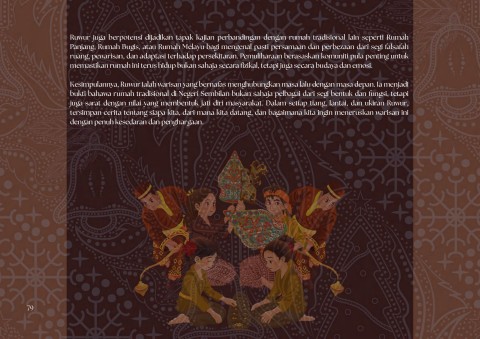 Ruwur juga berpotensi dijadikan tapak kajian perbandingan dengan rumah tradisional lain seperti Rumah
Panjang, Rumah Bugis, atau Rumah Melayu bagi mengenal pasti persamaan dan perbezaan dari segi falsafah
ruang, pewarisan, dan adaptasi terhadap persekitaran. Pemuliharaan berasaskan komuniti pula penting untuk
memastikan rumah ini terus hidup bukan sahaja secara fizikal, tetapi juga secara budaya dan emosi.
Kesimpulannya, Ruwur ialah warisan yang bernafas menghubungkan masa lalu dengan masa depan. Ia menjadi
bukti bahawa rumah tradisional di Negeri Sembilan bukan sahaja pelbagai dari segi bentuk dan fungsi, tetapi
juga sarat dengan nilai yang membentuk jati diri masyarakat. Dalam setiap tiang, lantai, dan ukiran Ruwur,
tersimpan cerita tentang siapa kita, dari mana kita datang, dan bagaimana kita ingin meneruskan warisan ini
dengan penuh kesedaran dan penghargaan.
79